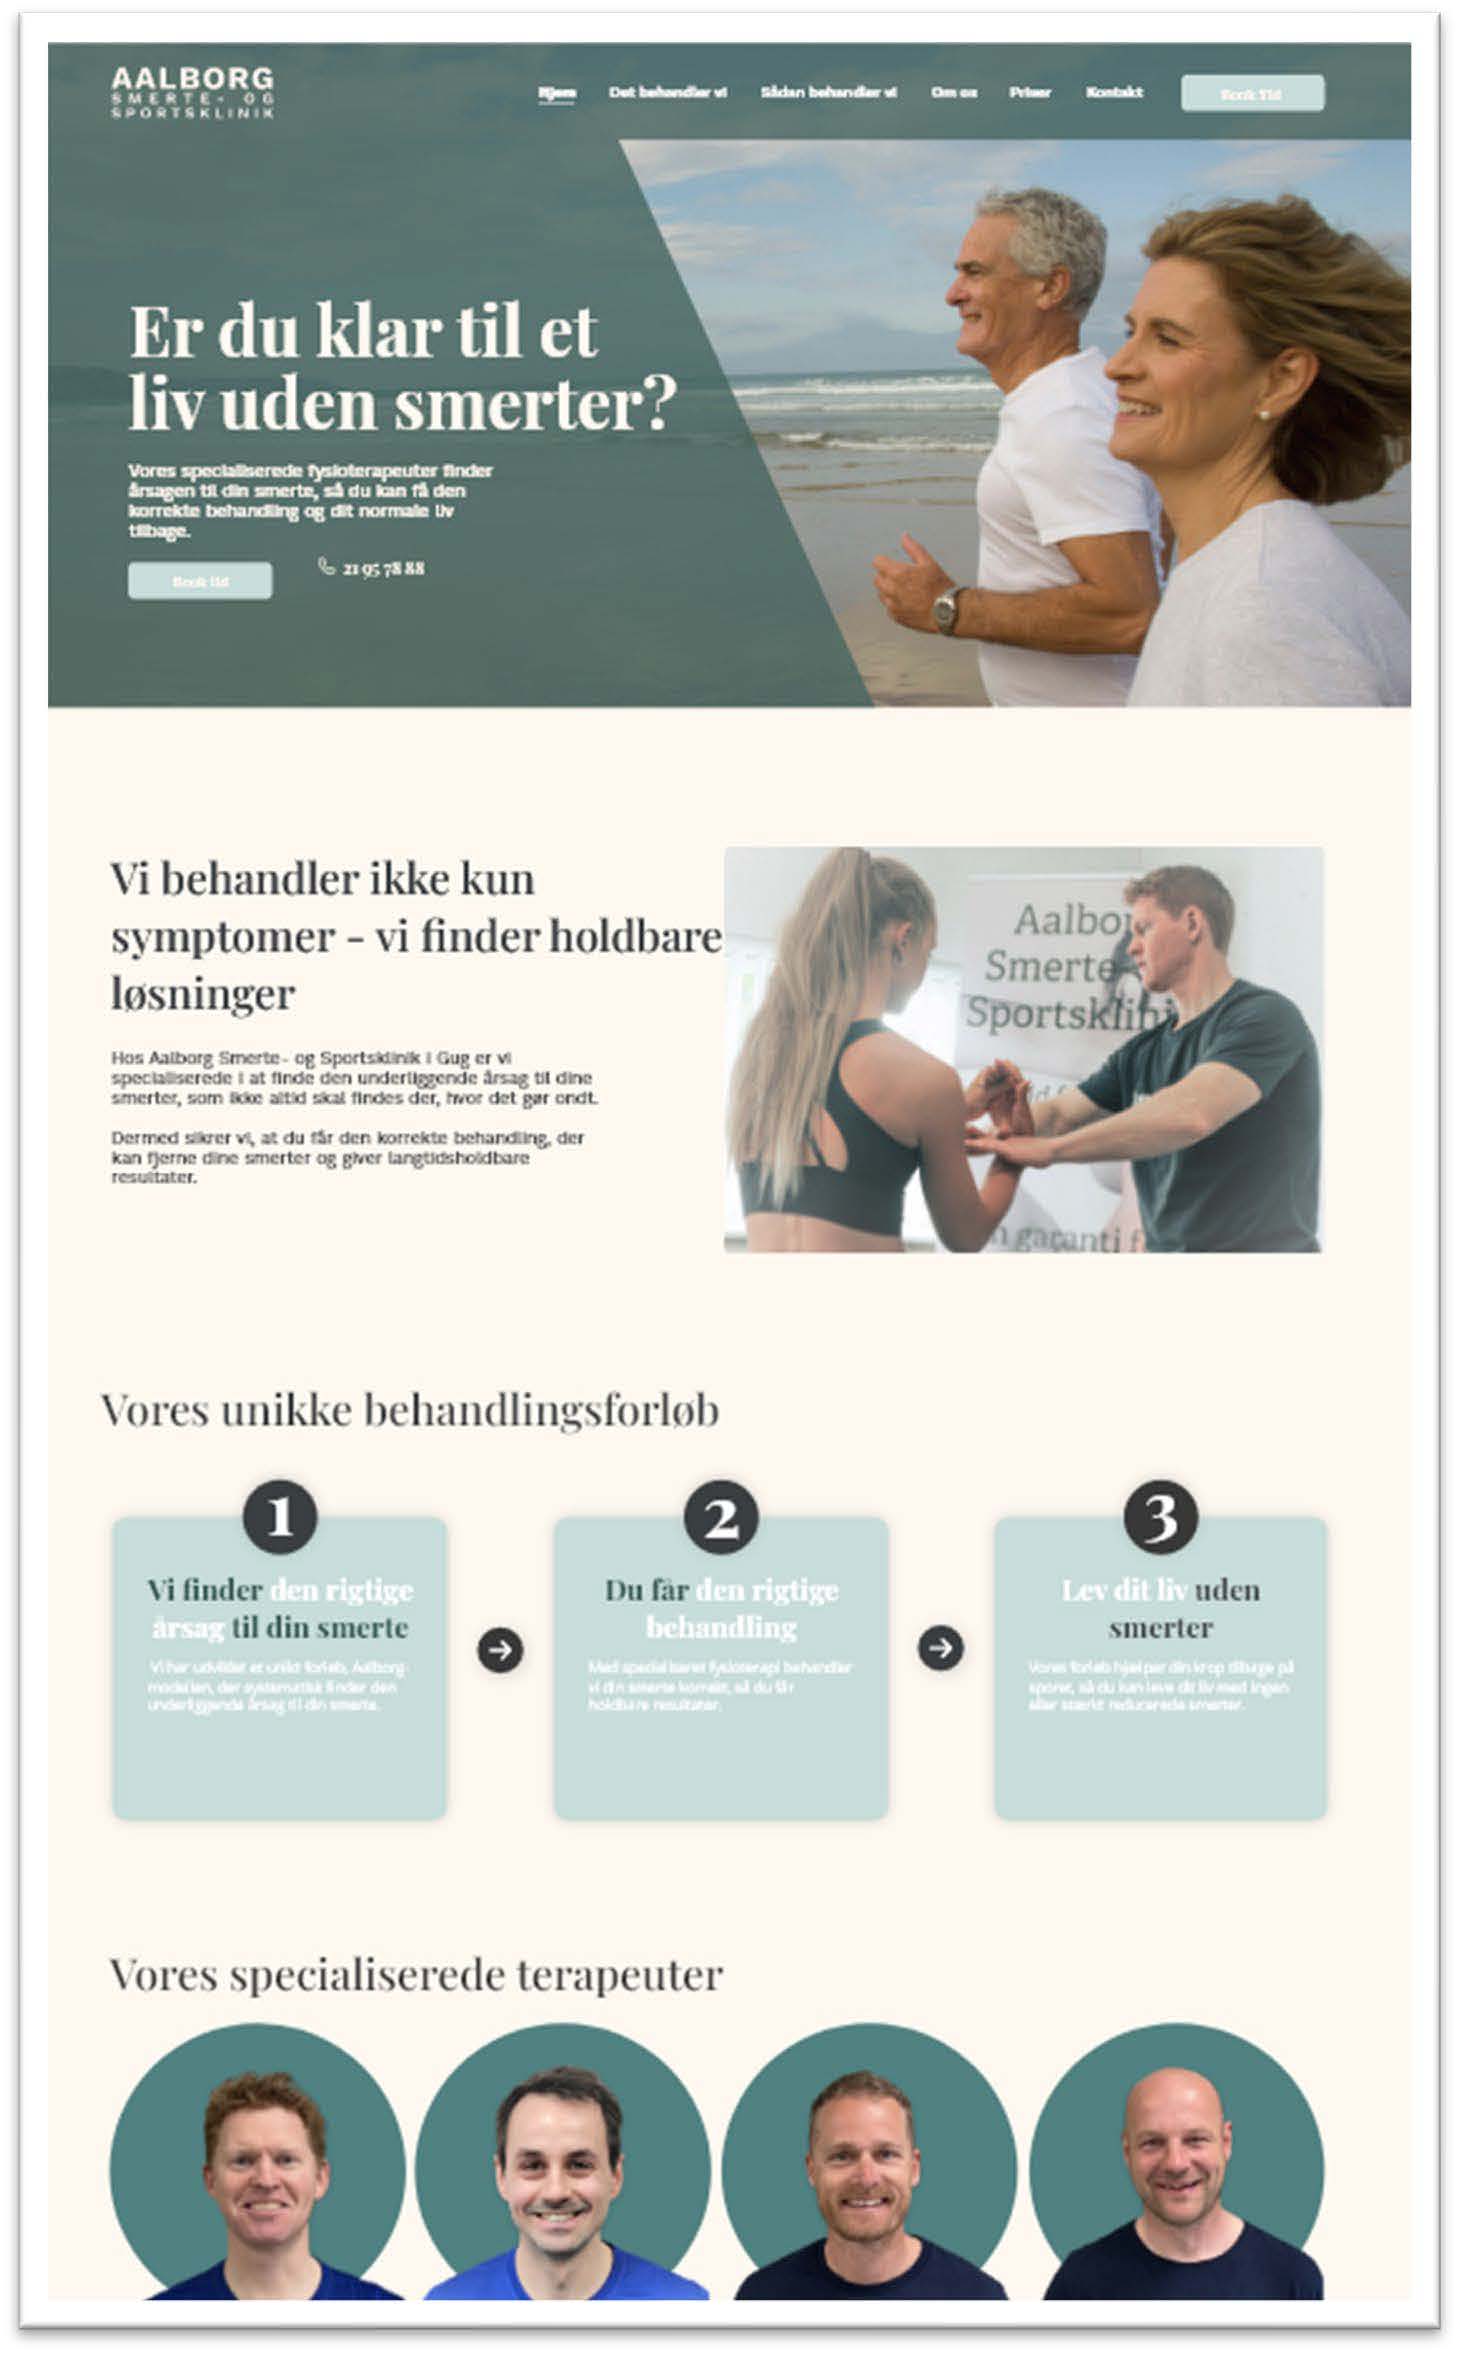 AALBORG
SMERTE- OG
SPORTSKLINIK
Hjem
Det behandler vi
Sådan behandler vi
Om os
Priser
Kontakt
Book Tid
Er du klar til et
liv uden smerter?
Vores specialiserede fysioterapeuter finder
årsagen til din smerte, så du kan få den
korrekte behandling og dit normale liv
tilbage.
Book tid
21 95 78 88
Vi behandler ikke kun
symptomer - vi finder holdbare
løsninger
Hos Aalborg Smerte- og Sportsklinik i Gug er vi
specialiserede i at finde den underliggende årsag til dine
smerter, som ikke altid skal findes der, hvor det gør ondt.
Dermed sikrer vi, at du får den korrekte behandling, der
kan fjerne dine smerter og giver langtidsholdbare
resultater.
Aalbor
Smerte-
Sportsklini
n garanti f
Vores unikke behandlingsforløb
1
Vi finder den rigtige
årsag til din smerte
Vi har udviklet et unikt forløb, Aalborg-
modellen, der systematisk finder den
underliggende årsag til din smerte.
2
Du får den rigtige
behandling
Med specialiseret fysioterapi behandler
vi din smerte korrekt, så du får
holdbare resultater.
3
Lev dit liv uden
smerter
Vores forløb hjælper din krop tilbage på
sporet, så du kan leve dit liv med ingen
eller stærkt reducerede smerter.
Vores specialiserede terapeuter